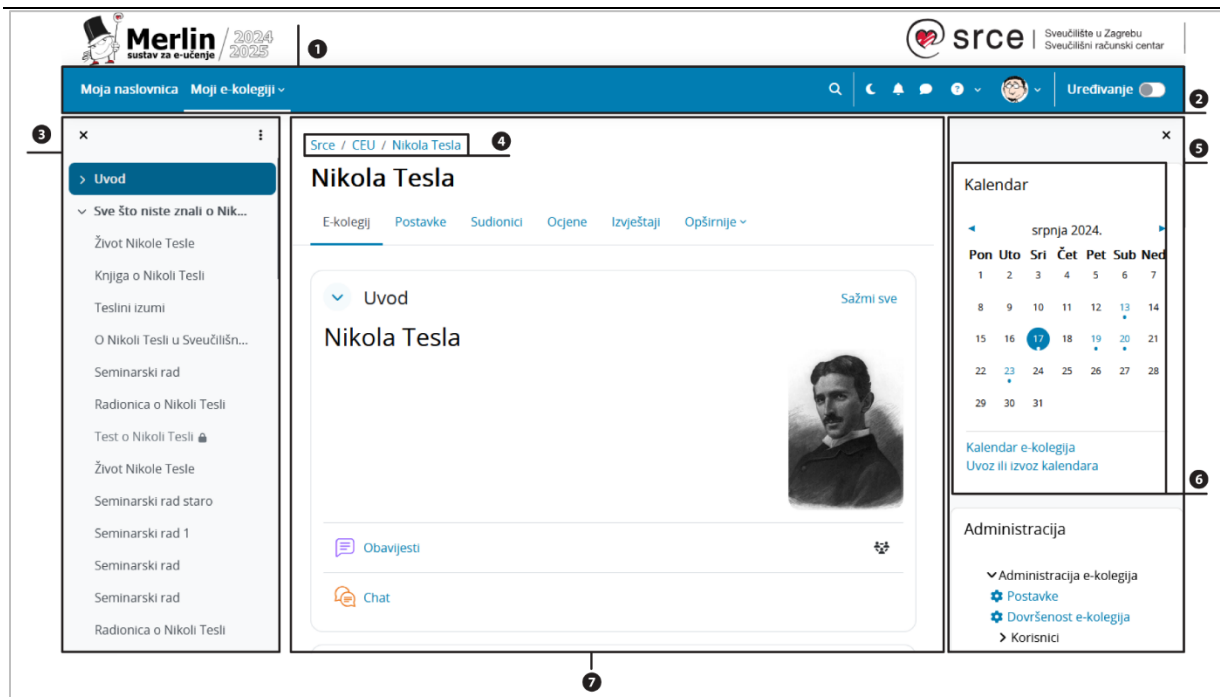 Merlin / 2024 2025
sustav za e-učenje
srce | Sveučilište u Zagrebu
Sveučilišni računski centar
1
Moja naslovnica Moji e-kolegiji
Uređivanje
2
3
Uvod
Sve što niste znali o Nik...
Život Nikole Tesle
Knjiga o Nikoli Tesli
Teslini izumi
O Nikoli Tesli u Sveučilišn...
Seminarski rad
Radionica o Nikoli Tesli
Test o Nikoli Tesli
Život Nikole Tesle
Seminarski rad staro
Seminarski rad 1
Seminarski rad
Seminarski rad
Radionica o Nikoli Tesli
Srce / CEU / Nikola Tesla
4
Nikola Tesla
E-kolegij Postavke Sudionici Ocjene Izvještaji Opširnije
Uvod Sažmi sve
Nikola Tesla
Obavijesti
Chat
7
5
Kalendar
srpnja 2024.
Pon Uto Sri Čet Pet Sub Ned
1 2 3 4 5 6 7
8 9 10 11 12 13 14
15 16 17 18 19 20 21
22 23 24 25 26 27 28
29 30 31
Kalendar e-kolegija
Uvoz ili izvoz kalendara
6
Administracija
Administracija e-kolegija
Postavke
Dovršenost e-kolegija
Korisnici